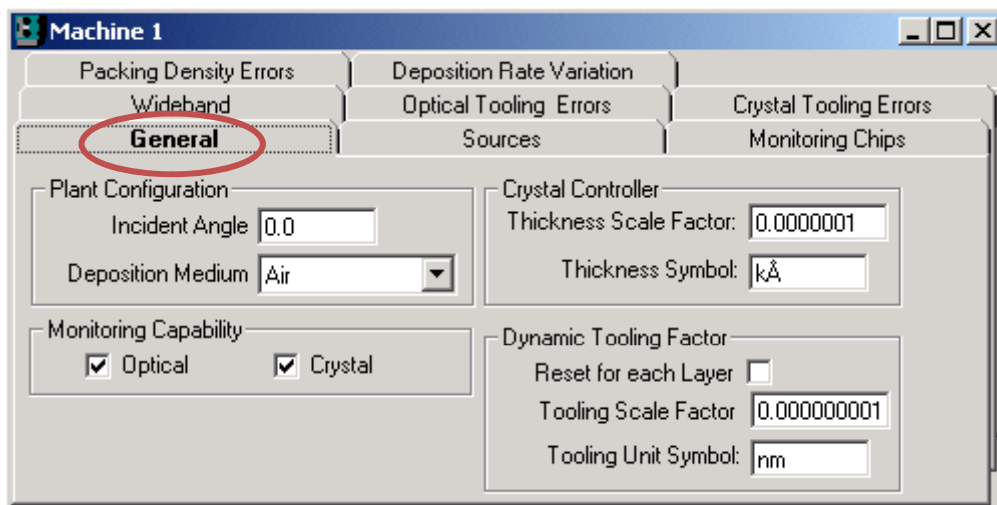 Machine 1
Packing Density Errors Deposition Rate Variation
Wideband Optical Tooling Errors Crystal Tooling Errors
General Sources Monitoring Chips
Plant Configuration
Incident Angle 0.0
Deposition Medium Air
Monitoring Capability
Optical Crystal
Crystal Controller
Thickness Scale Factor: 0.0000001
Thickness Symbol: kÅ
Dynamic Tooling Factor
Reset for each Layer
Tooling Scale Factor 0.000000001
Tooling Unit Symbol: nm